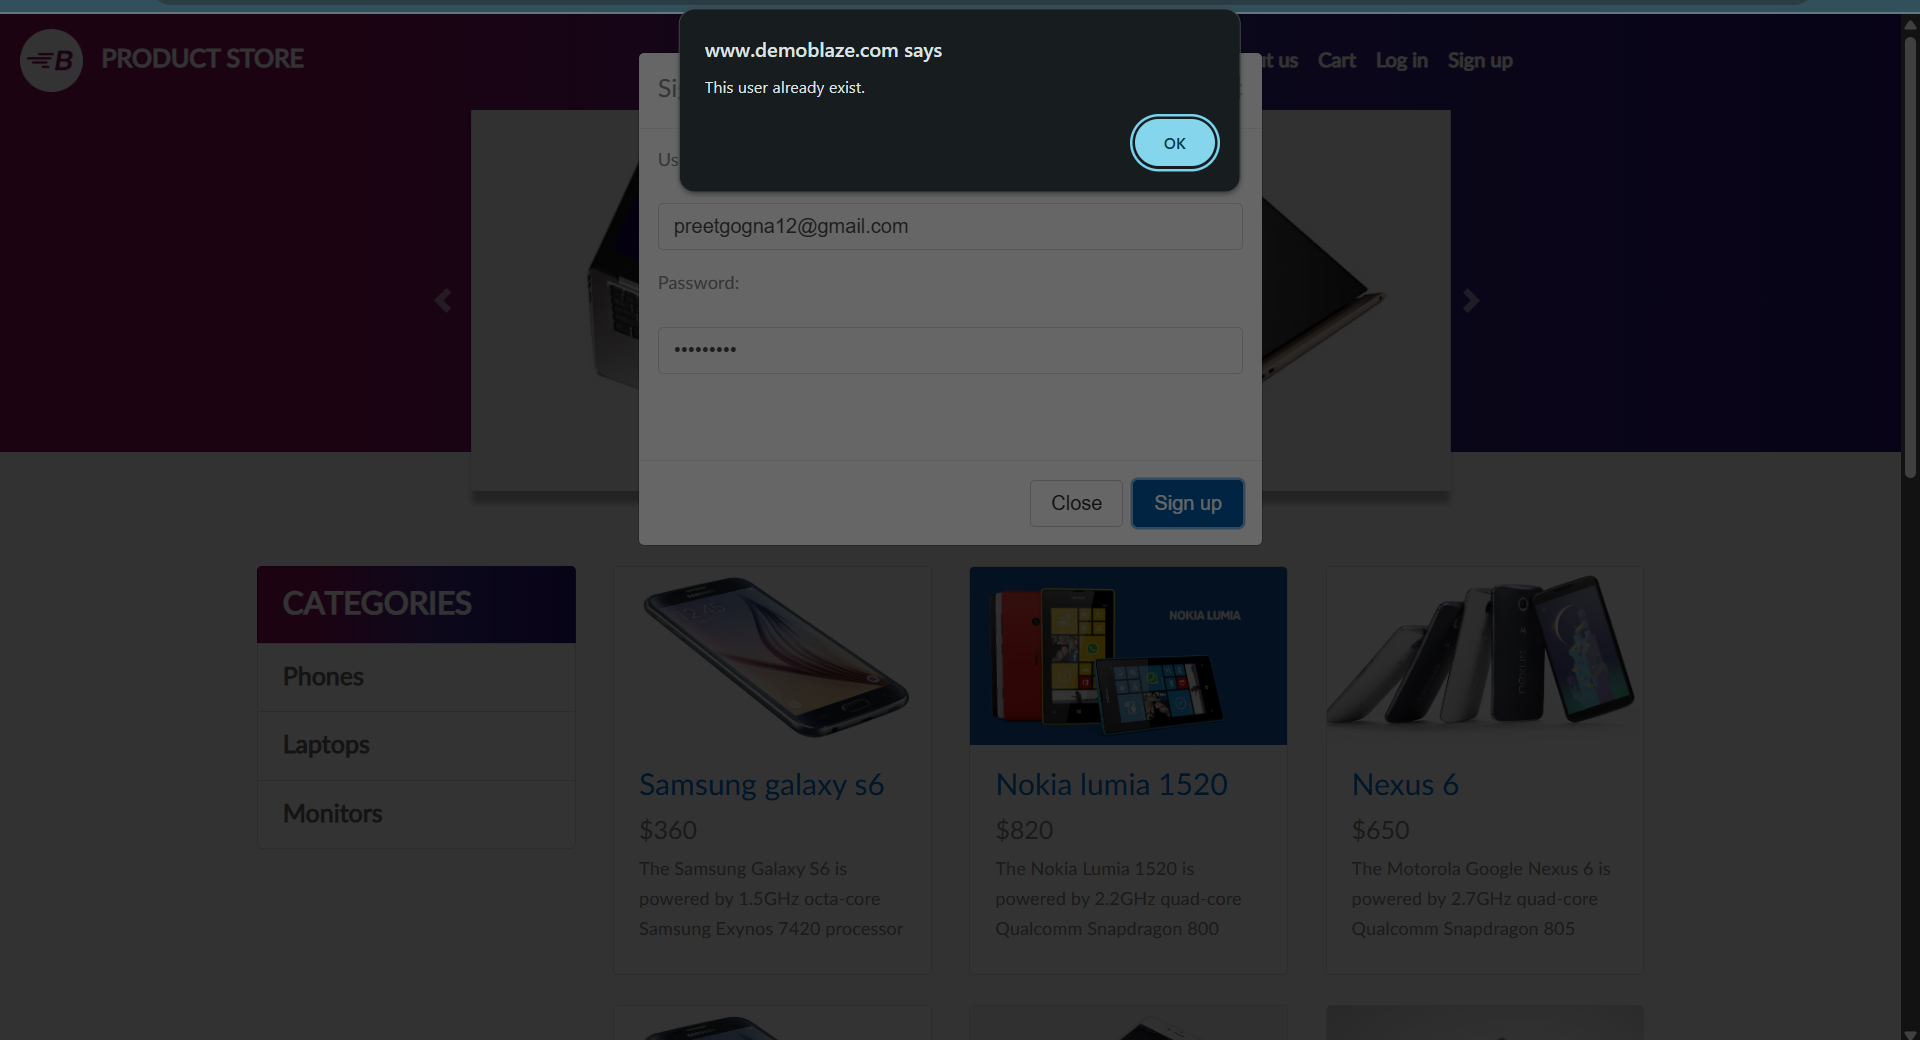 www.demoblaze.com says
This user already exist.
OK
B PRODUCT STORE
t us Cart Log in Sign up
Si
Us
preetgogna12@gmail.com
Password:
•••••••••
Close Sign up
CATEGORIES
Phones
Laptops
Monitors
NOKIA LUMIA
Samsung galaxy s6
$360
The Samsung Galaxy S6 is
powered by 1.5GHz octa-core
Samsung Exynos 7420 processor
Nokia lumia 1520
$820
The Nokia Lumia 1520 is
powered by 2.2GHz quad-core
Qualcomm Snapdragon 800
Nexus 6
$650
The Motorola Google Nexus 6 is
powered by 2.7GHz quad-core
Qualcomm Snapdragon 805